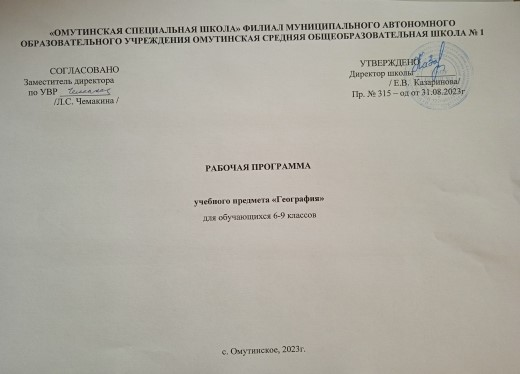 «ОМУТИНСКАЯ СПЕЦИАЛЬНАЯ ШКОЛА» ФИЛИАЛ МУНИЦИПАЛЬНОГО АВТОНОМНОГО
ОБРАЗОВАТЕЛЬНОГО УЧРЕЖДЕНИЯ ОМУТИНСКАЯ СРЕДНЯЯ ОБЩЕОБРАЗОВАТЕЛЬНАЯ ШКОЛА № 1
СОГЛАСОВАНО
Заместитель директора
по УВР
/Л.С. Чемакина /
УТВЕРЖДЕНО
Директор школы
/ Е.В. Казаринова/
Пр. № 315 – од от 31.08.2023г
РАБОЧАЯ ПРОГРАММА
учебного предмета «География»
для обучающихся 6-9 классов
с. Омутинское, 2023г.